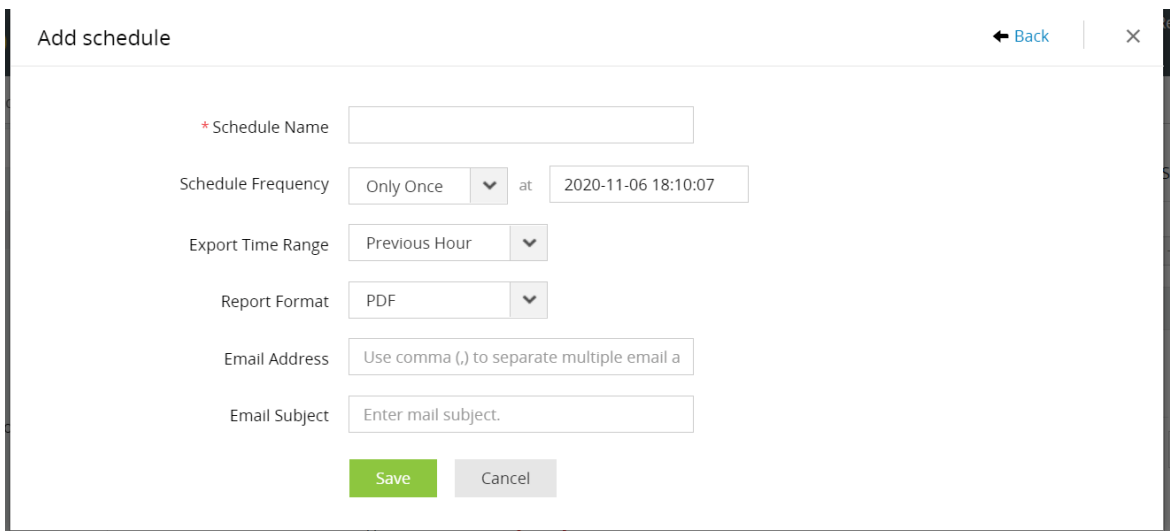 Add schedule
Back
* Schedule Name
Schedule Frequency Only Once at 2020-11-06 18:10:07
Export Time Range Previous Hour
Report Format PDF
Email Address Use comma (,) to separate multiple email a
Email Subject Enter mail subject.
Save Cancel